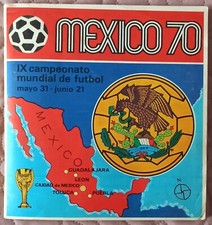 MEXICO 70
IX campeonato
mundial de futbol
mayo 31 - junio 21
MEXICO
GUADALAJARA
LEON
CIUDAD de MEXICO
TOLUCA
PUEBLA
N